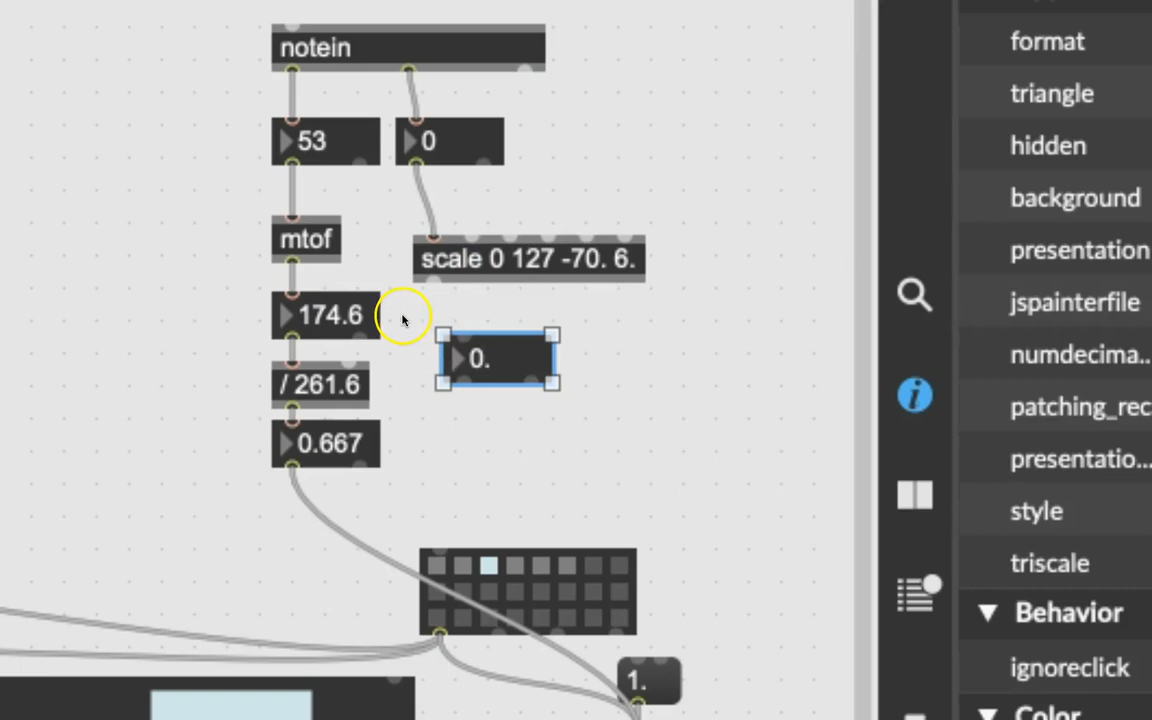 notein
53
0
mtof
scale 0 127 -70. 6.
174.6
0.
/ 261.6
0.667
1.
format
triangle
hidden
background
presentation
jspainterfile
numdecima..
patching_rec
presentatio...
style
triscale
Behavior
ignoreclick
Color